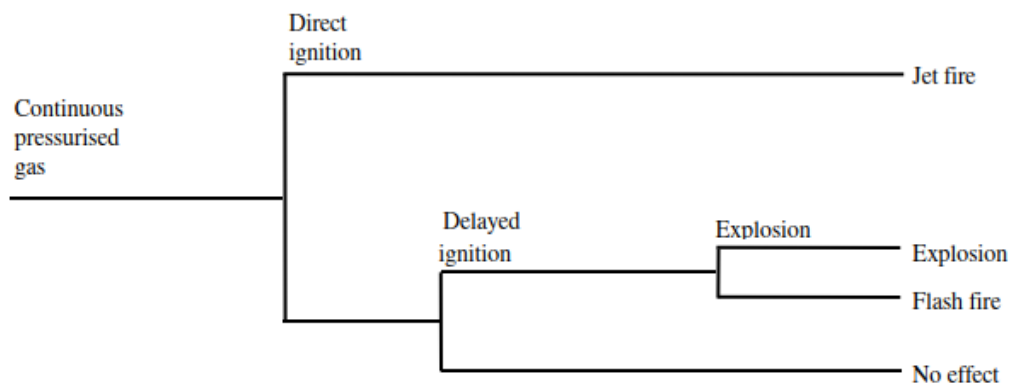 Direct
ignition
Jet fire
Continuous
pressurised
gas
Delayed
ignition
Explosion
Explosion
Flash fire
No effect